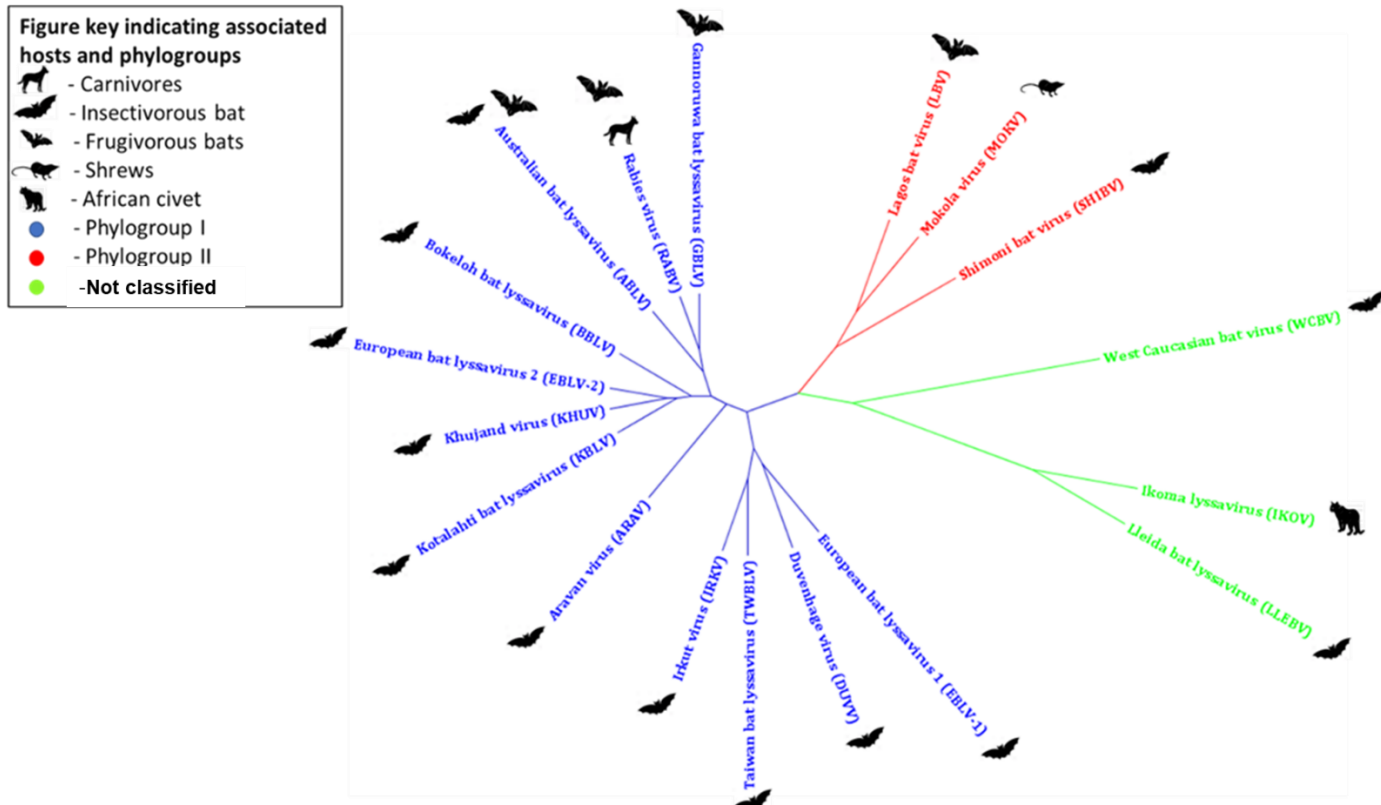 Figure key indicating associated
hosts and phylogroups
- Carnivores
- Insectivorous bat
- Frugivorous bats
- Shrews
- African civet
- Phylogroup I
- Phylogroup II
-Not classified
Gannoruwa bat lyssavirus (GBLV)
Rabies virus (RABV)
Australian bat lyssavirus (ABLV)
Bokeloh bat lyssavirus (BBLV)
European bat lyssavirus 2 (EBLV-2)
Khujand virus (KHUV)
Kotalahti bat lyssavirus (KBLV)
Aravan virus (ARAV)
Irkut virus (IRKV)
Taiwan bat lyssavirus (TWBLV)
Duvenhage virus (DUVV)
European bat lyssavirus 1 (EBLV-1)
Lleida bat lyssavirus (LLEBV)
Ikoma lyssavirus (IKOV)
West Caucasian bat virus (WCBV)
Shimoni bat virus (SHIBV)
Mokola virus (MOKV)
Lagos bat virus (LBV)